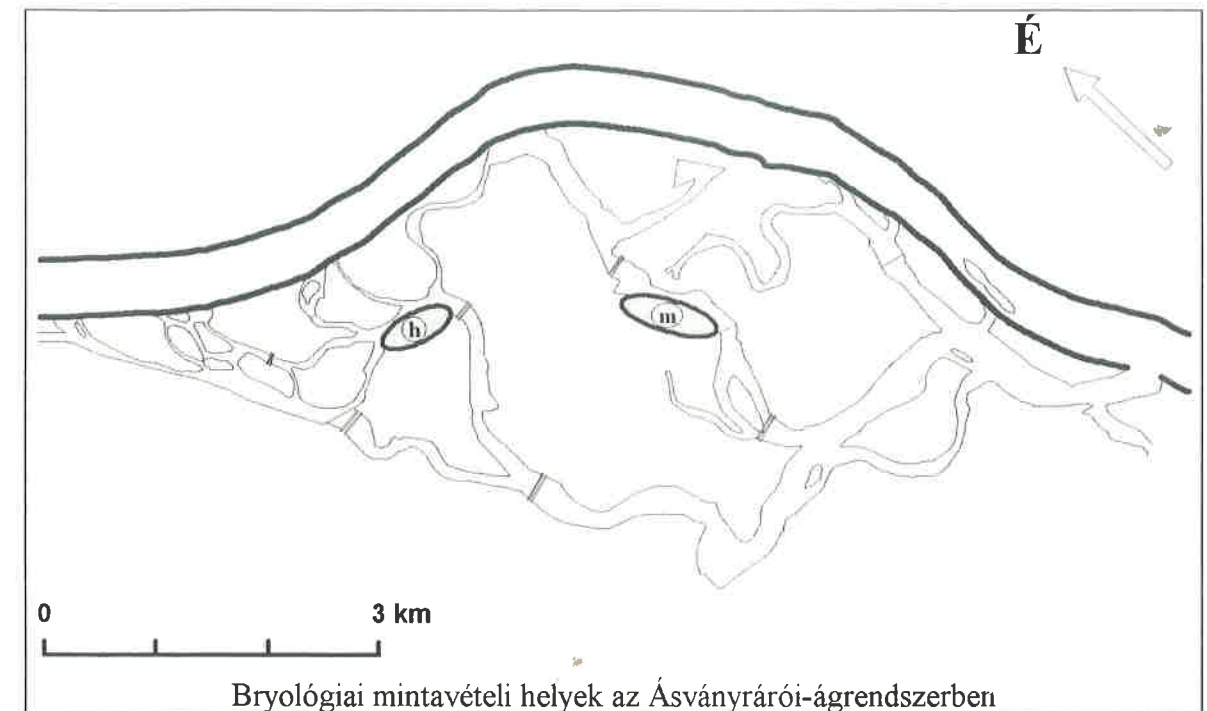 É
h
m
0 3 km
Bryológiai mintavételi helyek az Ásványrárói-ágrendszerben